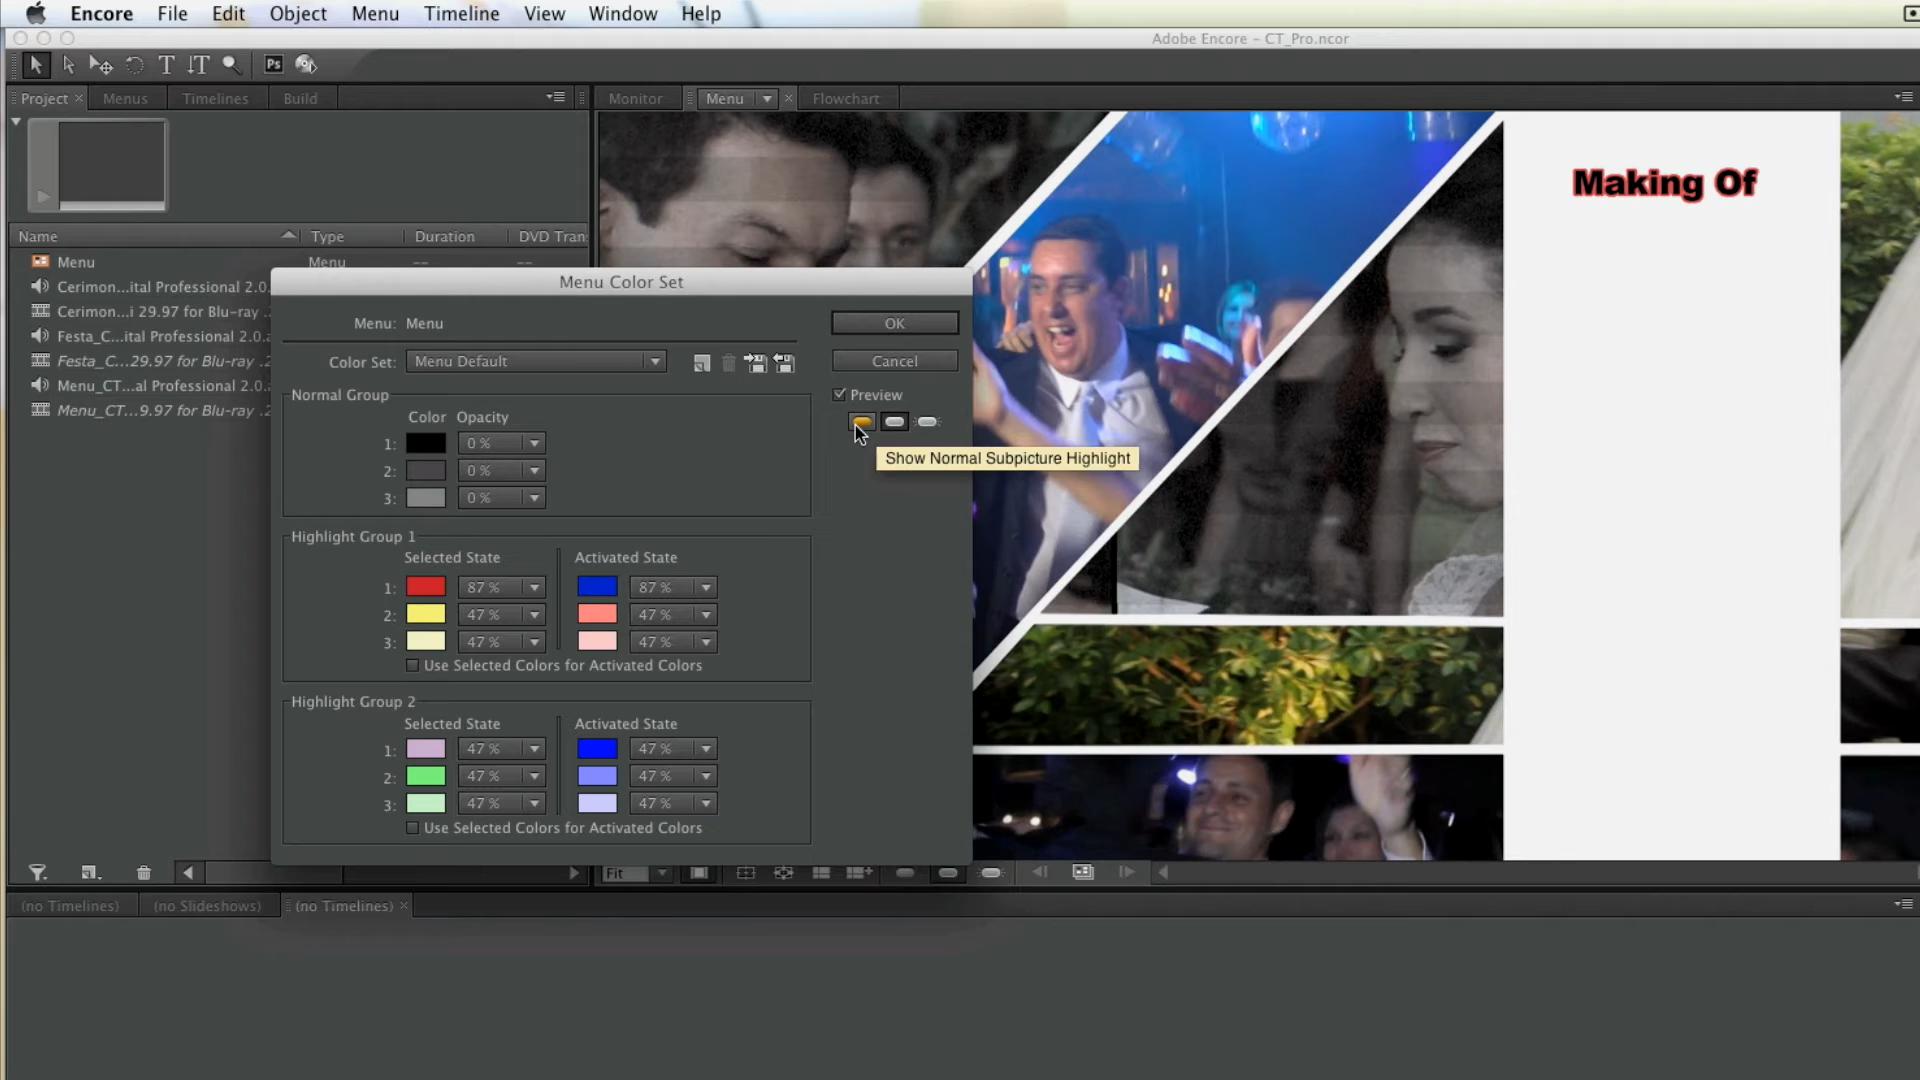 Encore File Edit Object Menu Timeline View Window Help
Adobe Encore - CT_Pro.ncor
Ps
Project Menus Timelines Build
Monitor Menu Flowchart
Name Type Duration DVD Tran
Menu Menu -- --
Cerimon...ital Professional 2.0.
Cerimon...i 29.97 for Blu-ray .
Festa_C...ital Professional 2.0.a
Festa_C...29.97 for Blu-ray .2
Menu_CT...al Professional 2.0.
Menu_CT...9.97 for Blu-ray .2
Making Of
Menu Color Set
Menu: Menu
OK
Color Set: Menu Default
Cancel
Preview
Normal Group
Color Opacity
1: 0 %
2: 0 %
3: 0 %
Show Normal Subpicture Highlight
Highlight Group 1
Selected State Activated State
1: 87 % 87 %
2: 47 % 47 %
3: 47 % 47 %
Use Selected Colors for Activated Colors
Highlight Group 2
Selected State Activated State
1: 47 % 47 %
2: 47 % 47 %
3: 47 % 47 %
Use Selected Colors for Activated Colors
Fit
(no Timelines) (no Slideshows) (no Timelines)